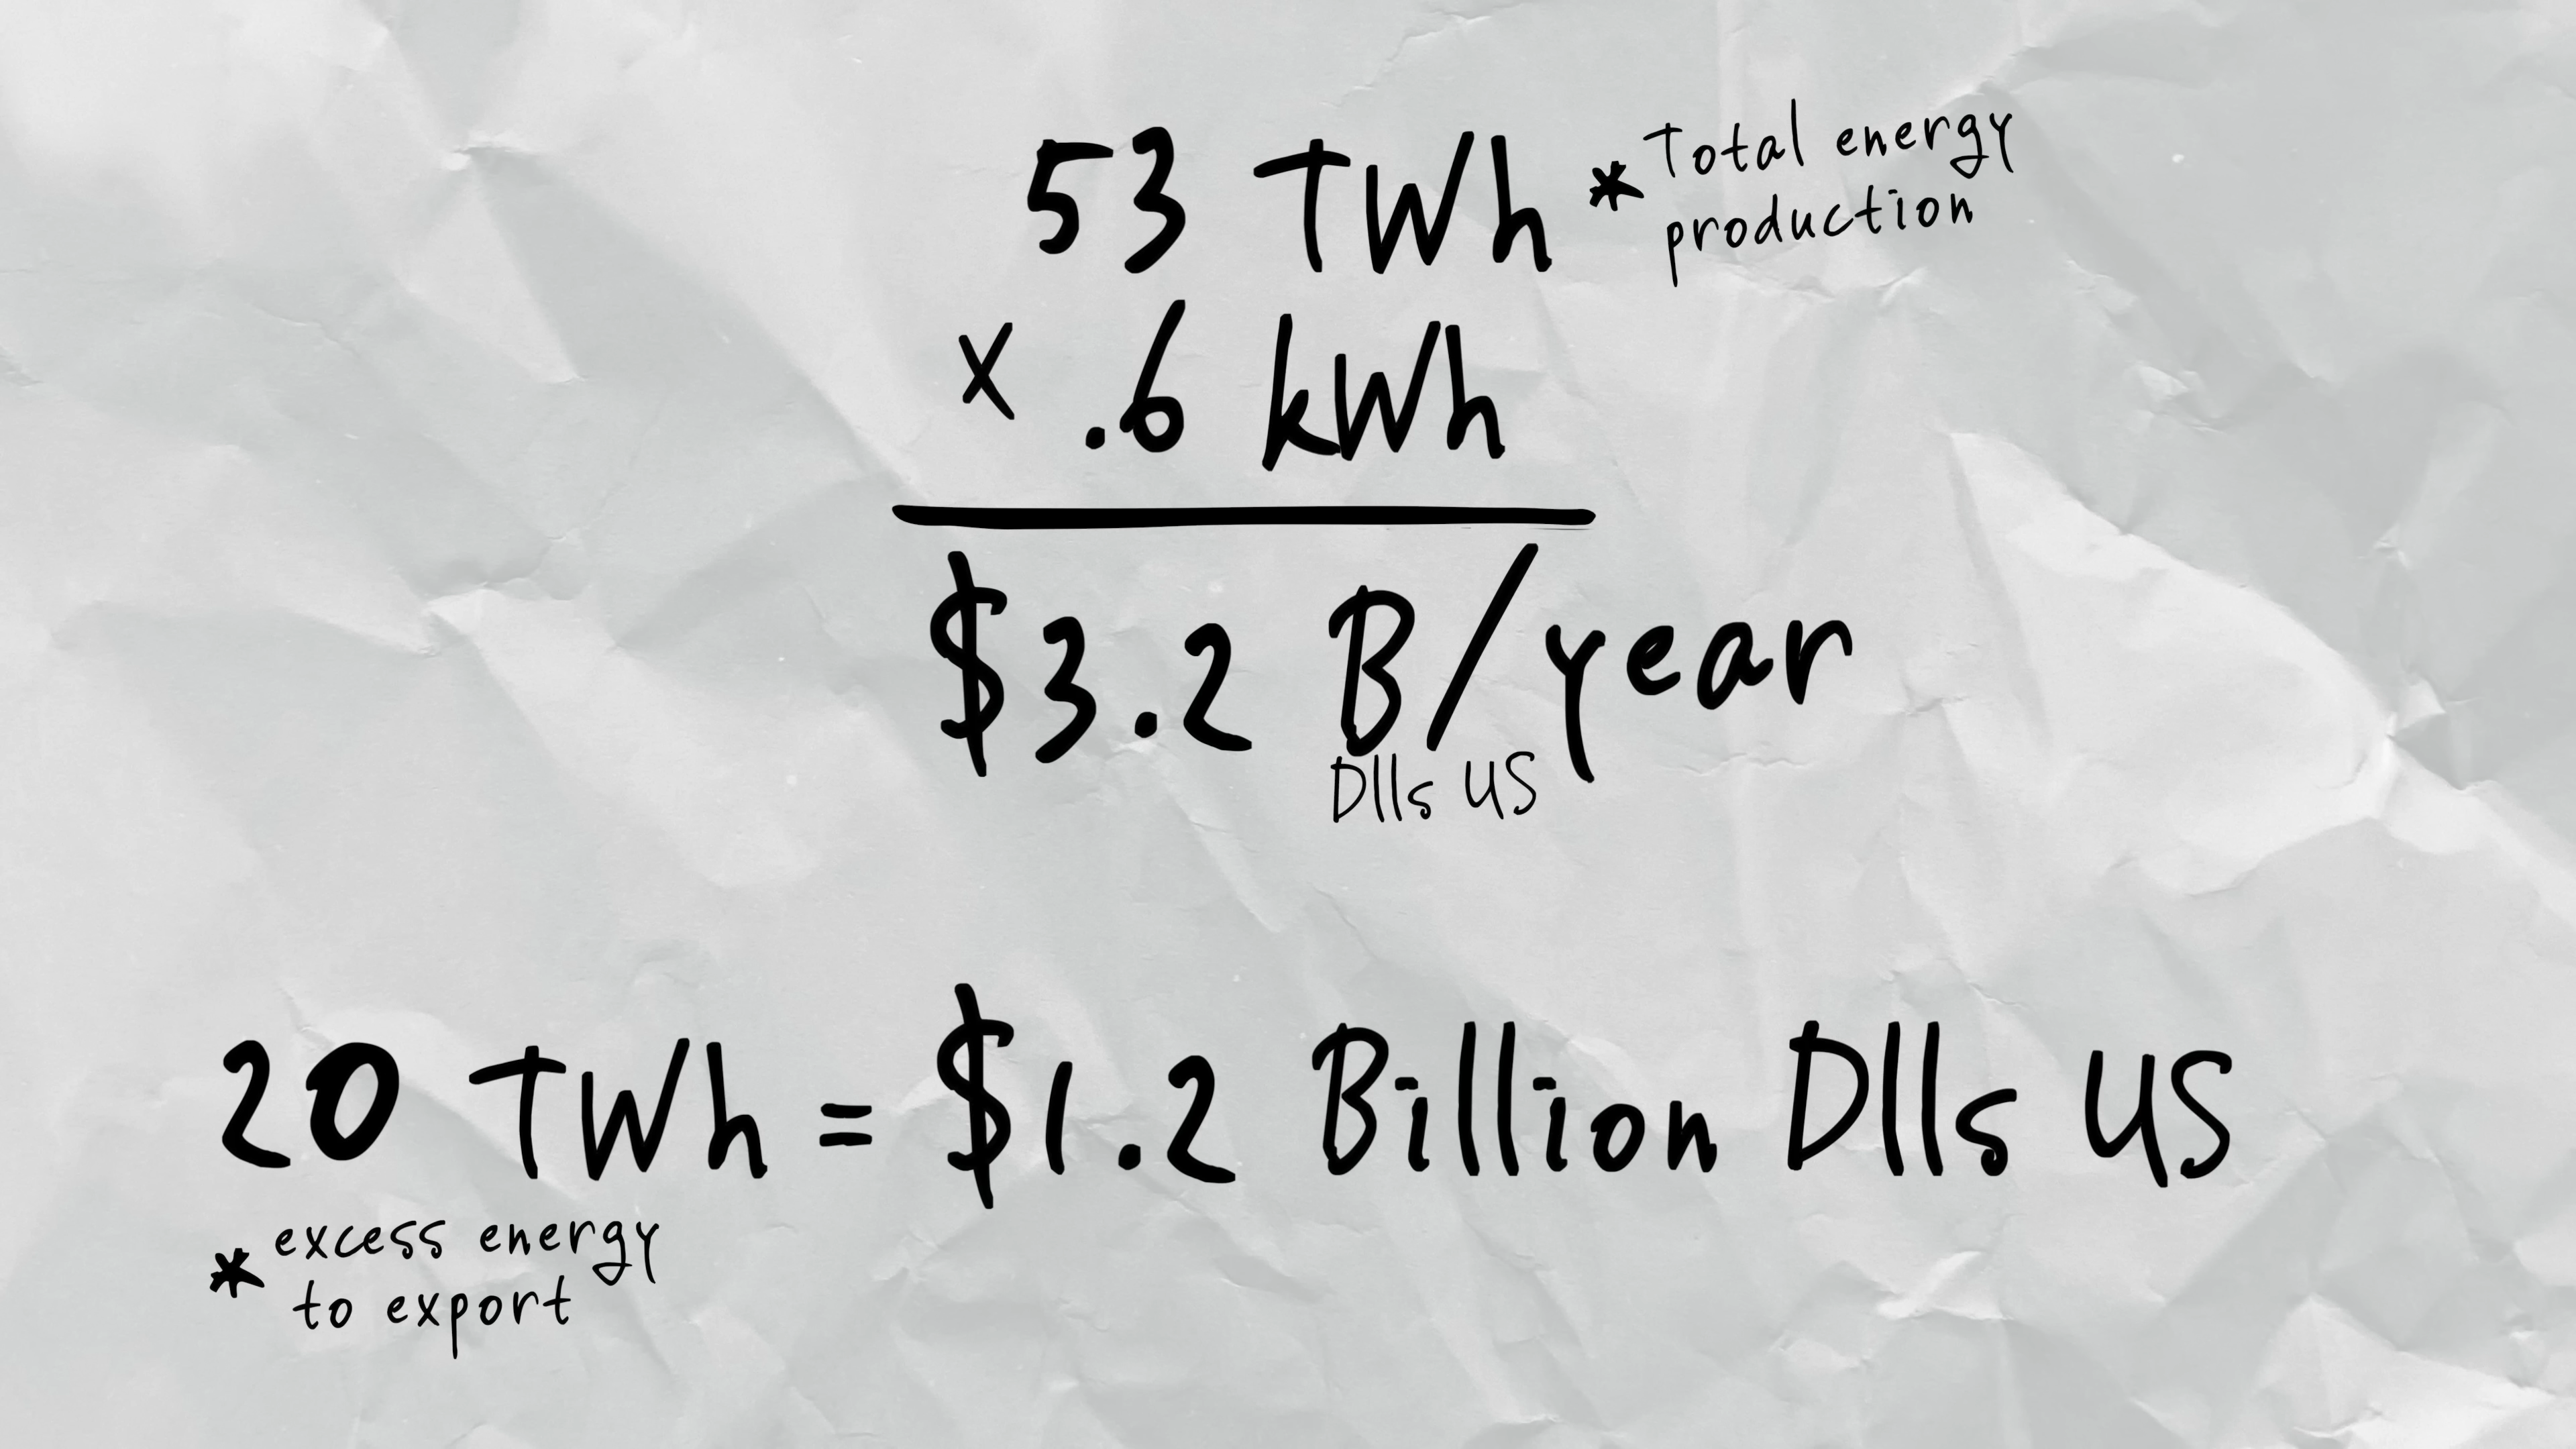 53 TWh
* Total energy
production
x .6 kWh
$3.2 B/year
Dlls US
20 TWh = $1.2 Billion Dlls US
* excess energy
to export